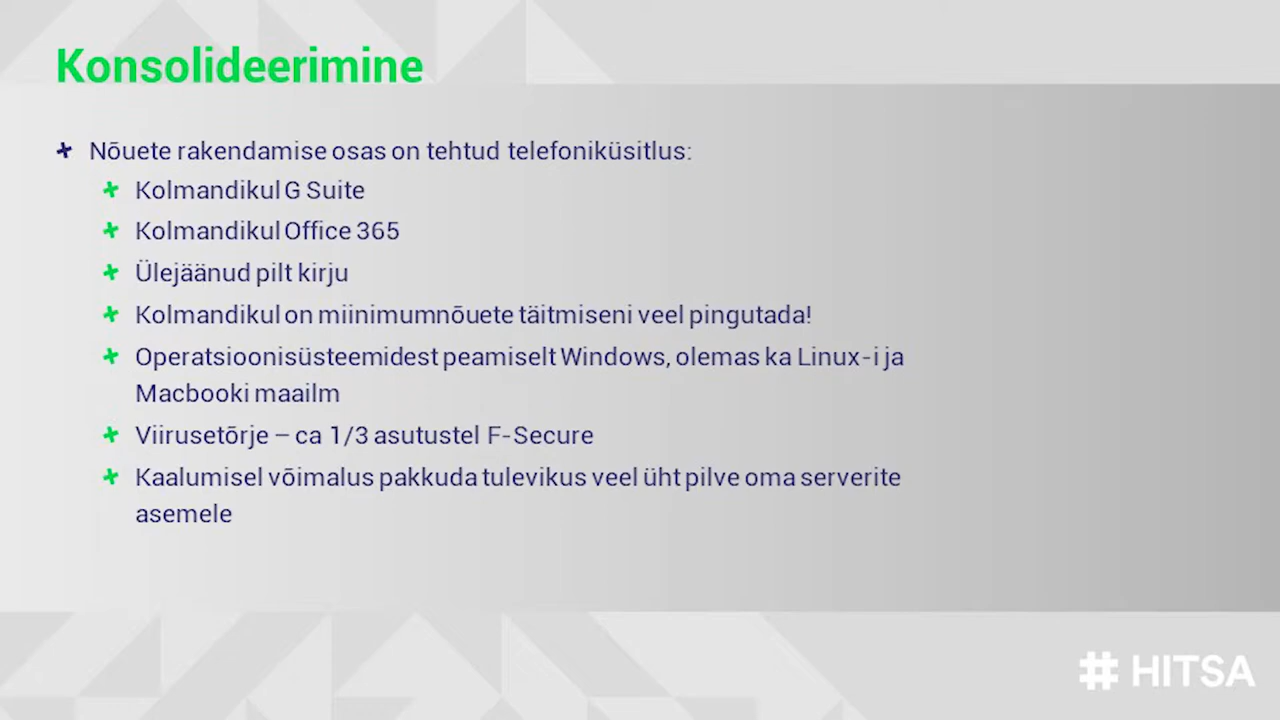 Konsolideerimine
Nõuete rakendamise osas on tehtud telefoniküsitlus:
Kolmandikul G Suite
Kolmandikul Office 365
Ülejäänud pilt kirju
Kolmandikul on miinimumnõuete täitmiseni veel pingutada!
Operatsioonisüsteemidest peamiselt Windows, olemas ka Linux-i ja
Macbooki maailm
Viirusetõrje – ca 1/3 asutustel F-Secure
Kaalumisel võimalus pakkuda tulevikus veel üht pilve oma serverite
asemele
# HITSA